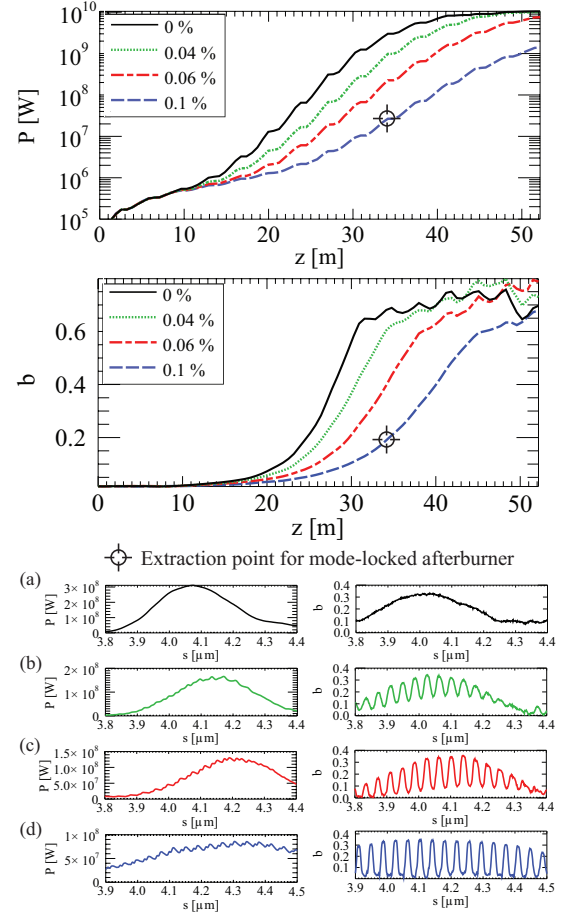 10^10
10^9
10^8
10^7
10^6
10^5
P [W]
0 %
0.04 %
0.06 %
0.1 %
0 10 20 30 40 50
z [m]
0.6
0.4
0.2
b
0 %
0.04 %
0.06 %
0.1 %
0 10 20 30 40 50
z [m]
Extraction point for mode-locked afterburner
(a)
P [W]
3× 10^8
2× 10^8
1× 10^8
0
3.8 3.9 4.0 4.1 4.2 4.3 4.4
s [µm]
b
0.4
0.3
0.2
0.1
0.0
3.8 3.9 4.0 4.1 4.2 4.3 4.4
s [µm]
(b)
P [W]
2× 10^8
1× 10^8
0
3.8 3.9 4.0 4.1 4.2 4.3 4.4
s [µm]
b
0.4
0.3
0.2
0.1
0.0
3.8 3.9 4.0 4.1 4.2 4.3 4.4
s [µm]
(c)
P [W]
1.5× 10^8
1.0× 10^8
5.0× 10^7
0
3.8 3.9 4.0 4.1 4.2 4.3 4.4
s [µm]
b
0.4
0.3
0.2
0.1
0.0
3.8 3.9 4.0 4.1 4.2 4.3 4.4
s [µm]
(d)
P [W]
1× 10^8
5× 10^7
0
3.9 4.0 4.1 4.2 4.3 4.4 4.5
s [µm]
b
0.4
0.3
0.2
0.1
0.0
3.9 4.0 4.1 4.2 4.3 4.4 4.5
s [µm]